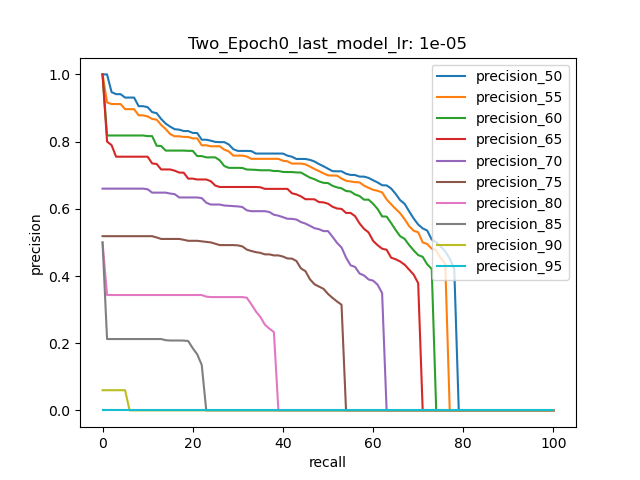 Two_Epoch0_last_model_lr: 1e-05
precision
1.0
0.8
0.6
0.4
0.2
0.0
precision_50
precision_55
precision_60
precision_65
precision_70
precision_75
precision_80
precision_85
precision_90
precision_95
0
20
40
60
80
100
recall